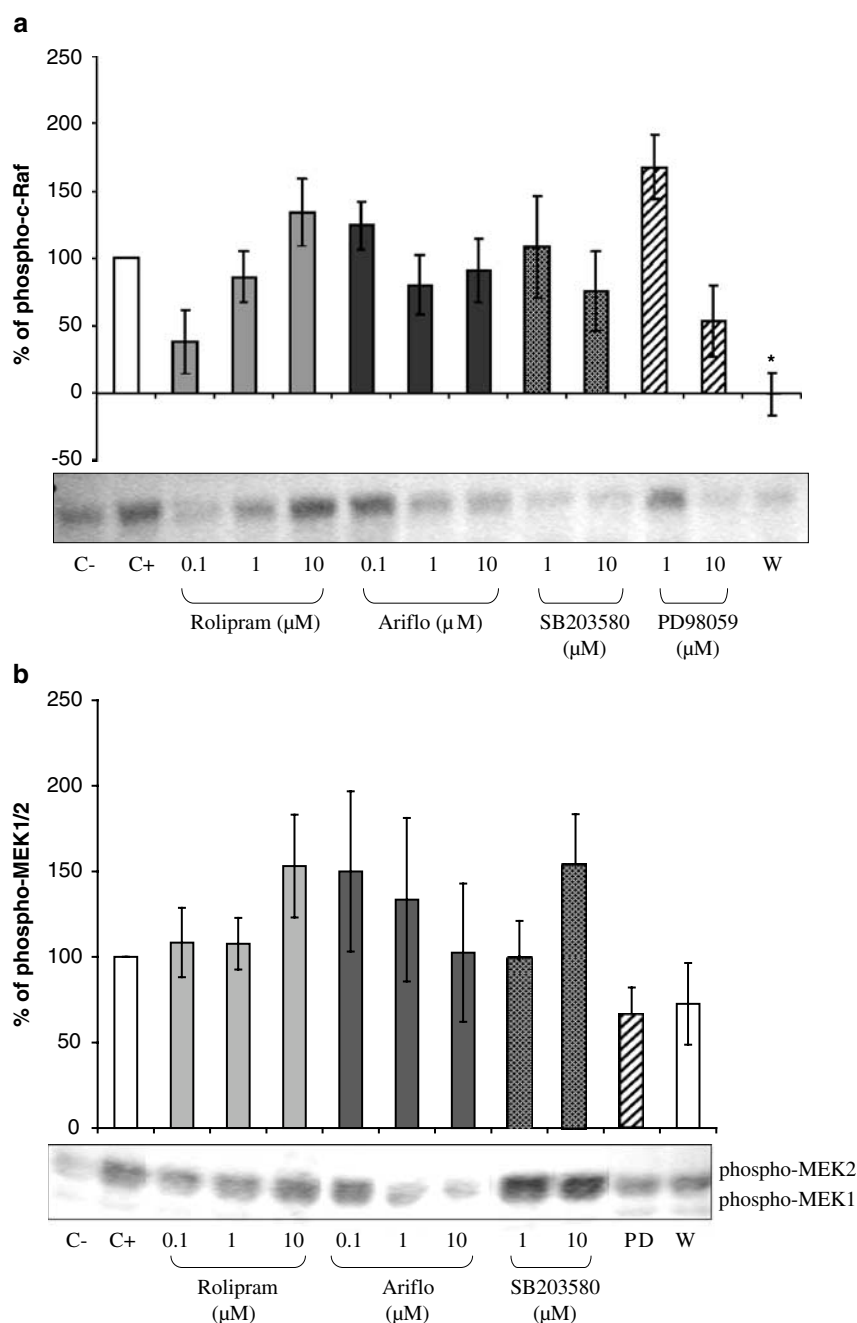 a
250
200
150
100
50
0
-50
% of phospho-c-Raf
*
C- C+ 0.1 1 10 0.1 1 10 1 10 1 10 W
Rolipram (µM) Ariflo (µ M) SB203580 (µM) PD98059 (µM)
b
250
200
150
100
50
0
% of phospho-MEK1/2
phospho-MEK2
phospho-MEK1
C- C+ 0.1 1 10 0.1 1 10 1 10 PD W
Rolipram (µM) Ariflo (µM) SB203580 (µM)